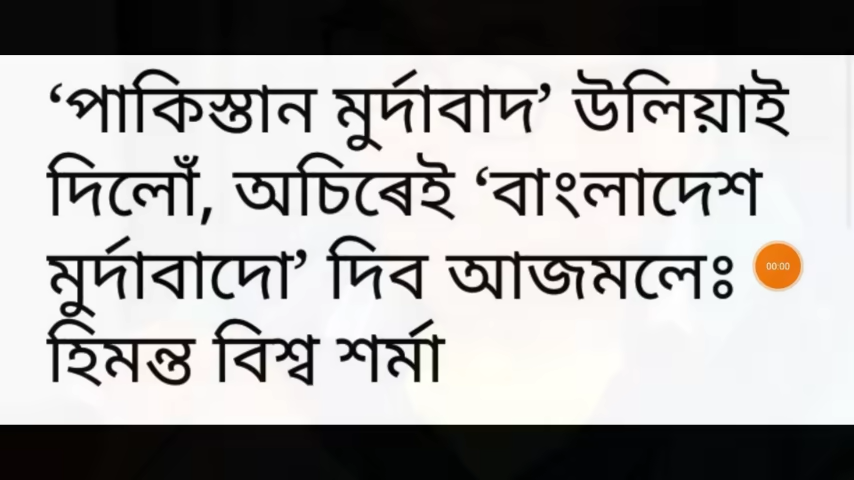 ‘পাকিস্তান মুৰ্দাবাদ’ উলিয়াই
দিলোঁ, অচিৰেই ‘বাংলাদেশ
মুৰ্দাবাদো’ দিব আজমলেঃ
হিমন্ত বিশ্ব শৰ্মা
00:00